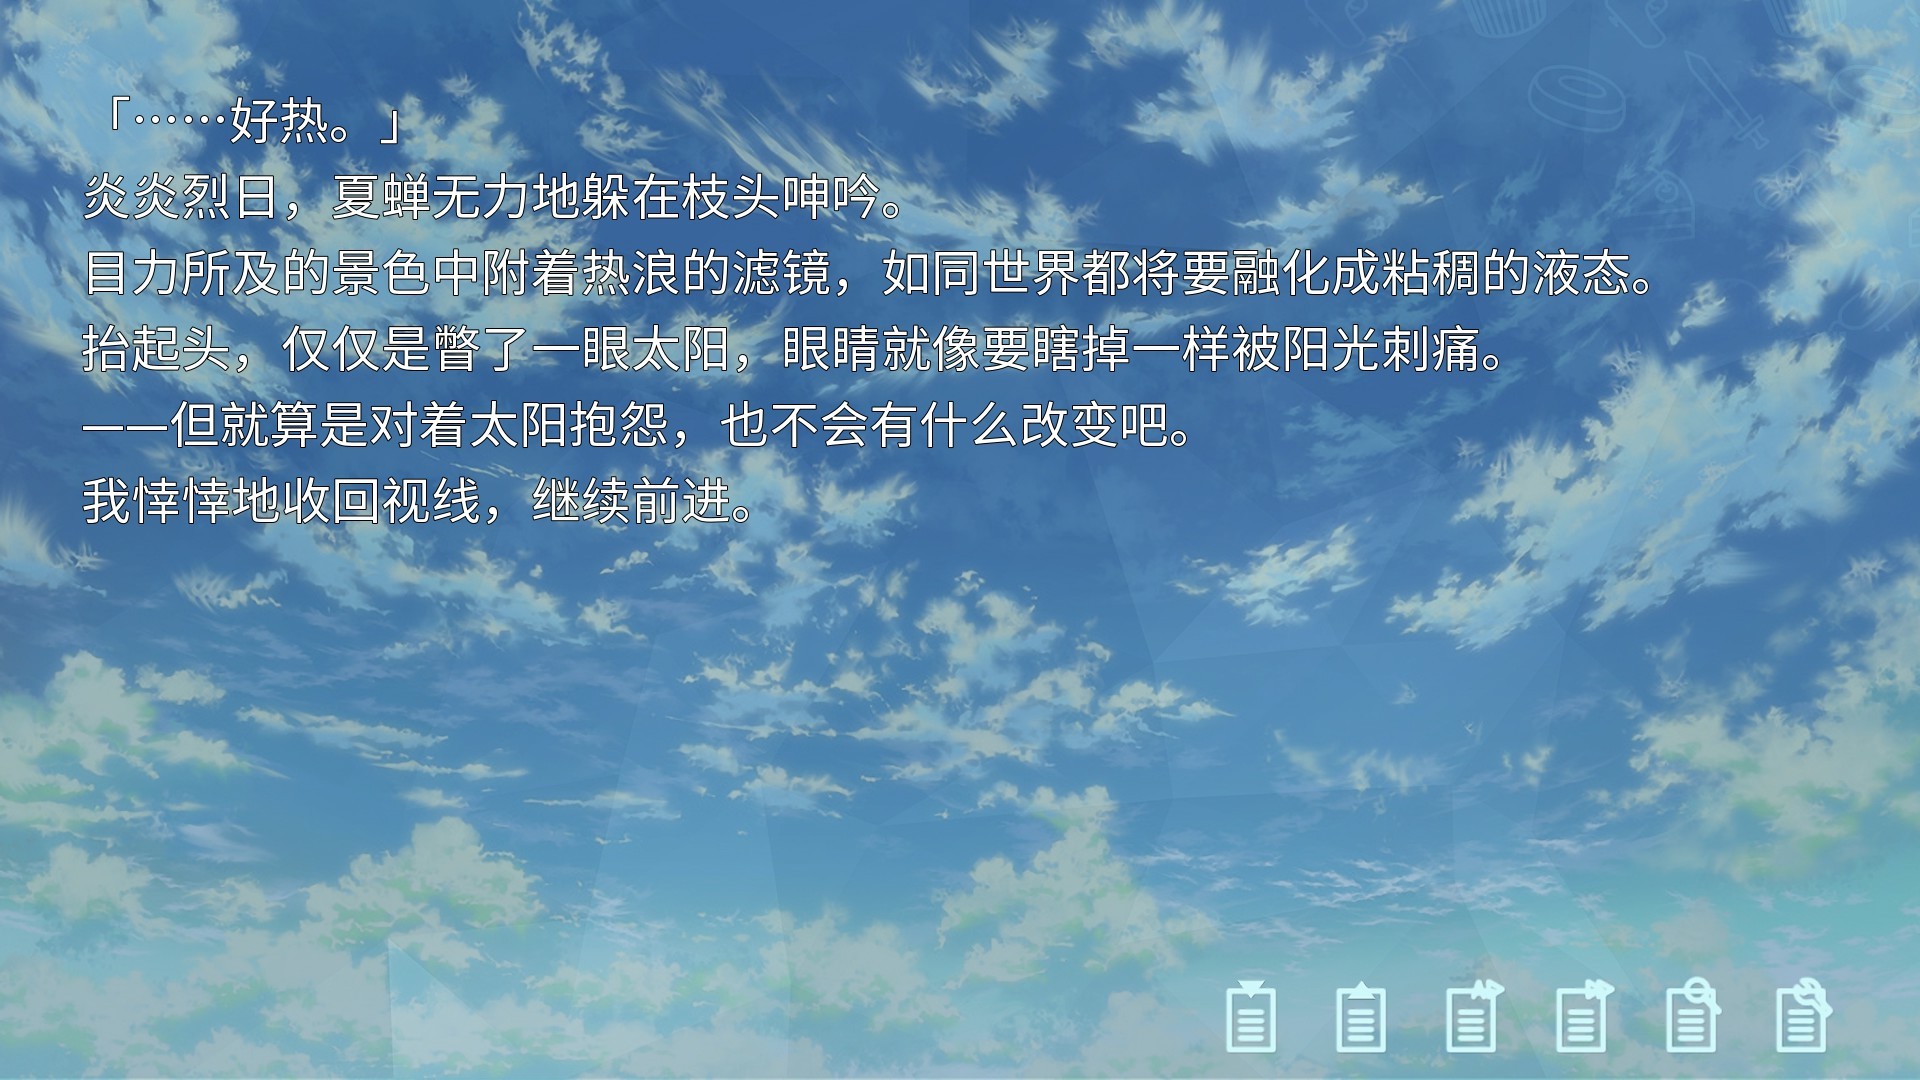 「……好热。」
炎炎烈日，夏蝉无力地躲在枝头呻吟。
目力所及的景色中附着热浪的滤镜，如同世界都将要融化成粘稠的液态。
抬起头，仅仅是瞥了一眼太阳，眼睛就像要瞎掉一样被阳光刺痛。
——但就算是对着太阳抱怨，也不会有什么改变吧。
我悻悻地收回视线，继续前进。